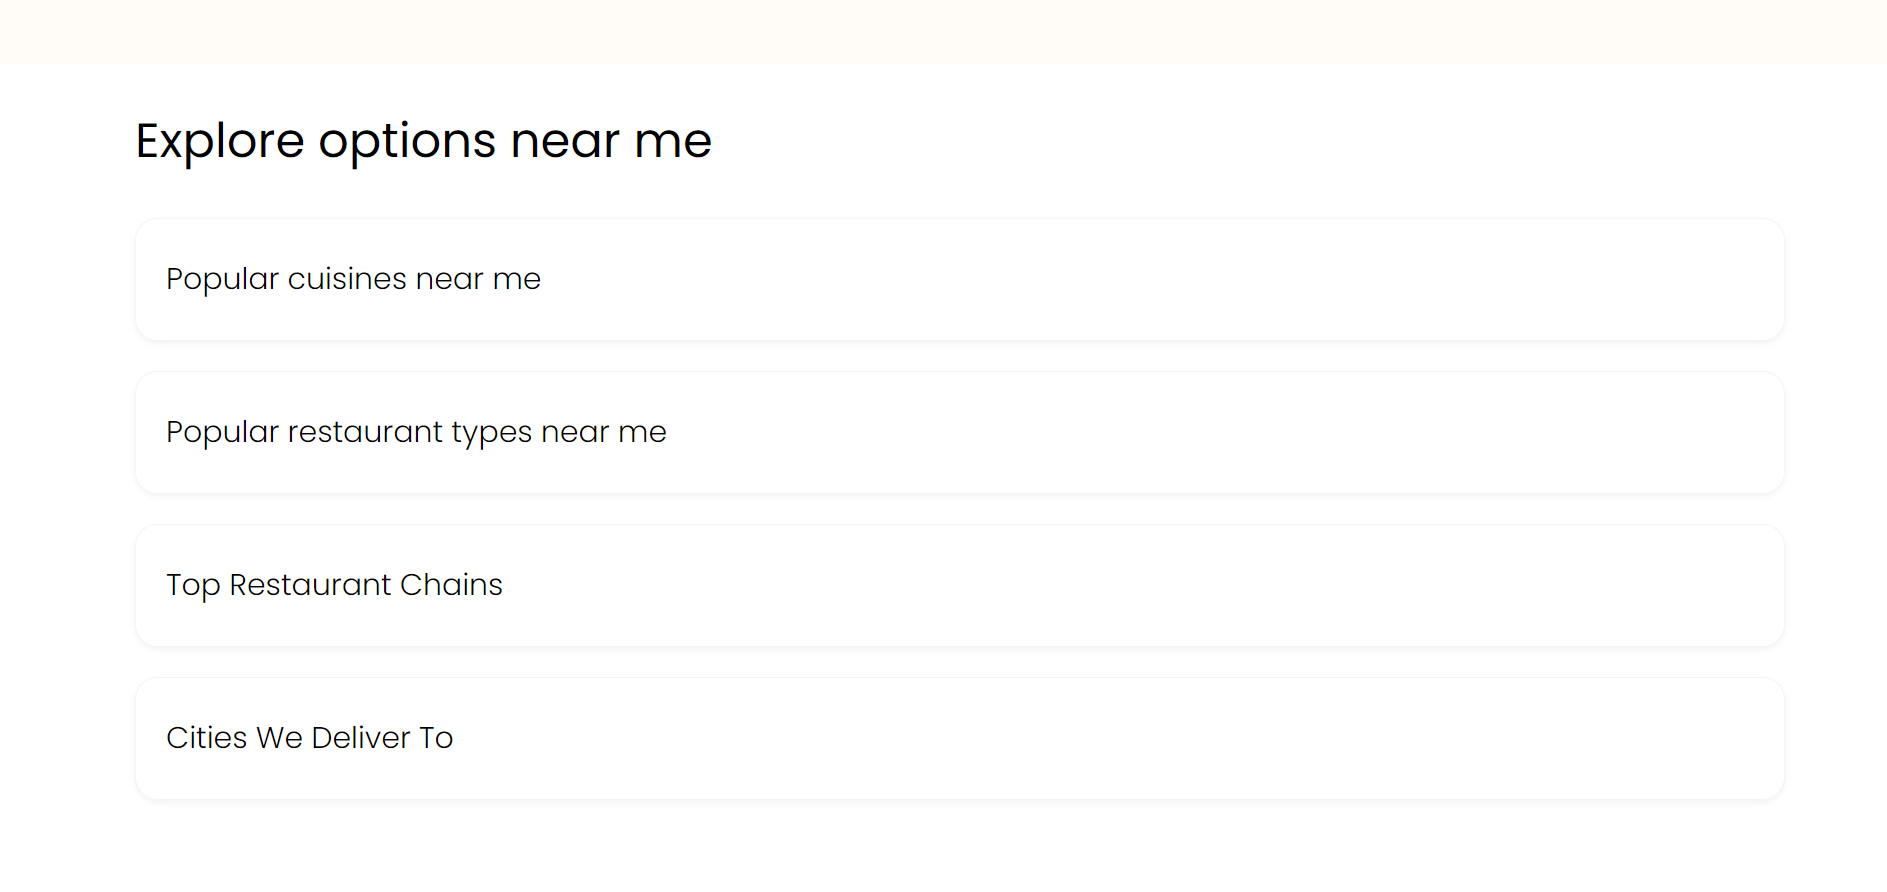 Explore options near me
Popular cuisines near me
Popular restaurant types near me
Top Restaurant Chains
Cities We Deliver To